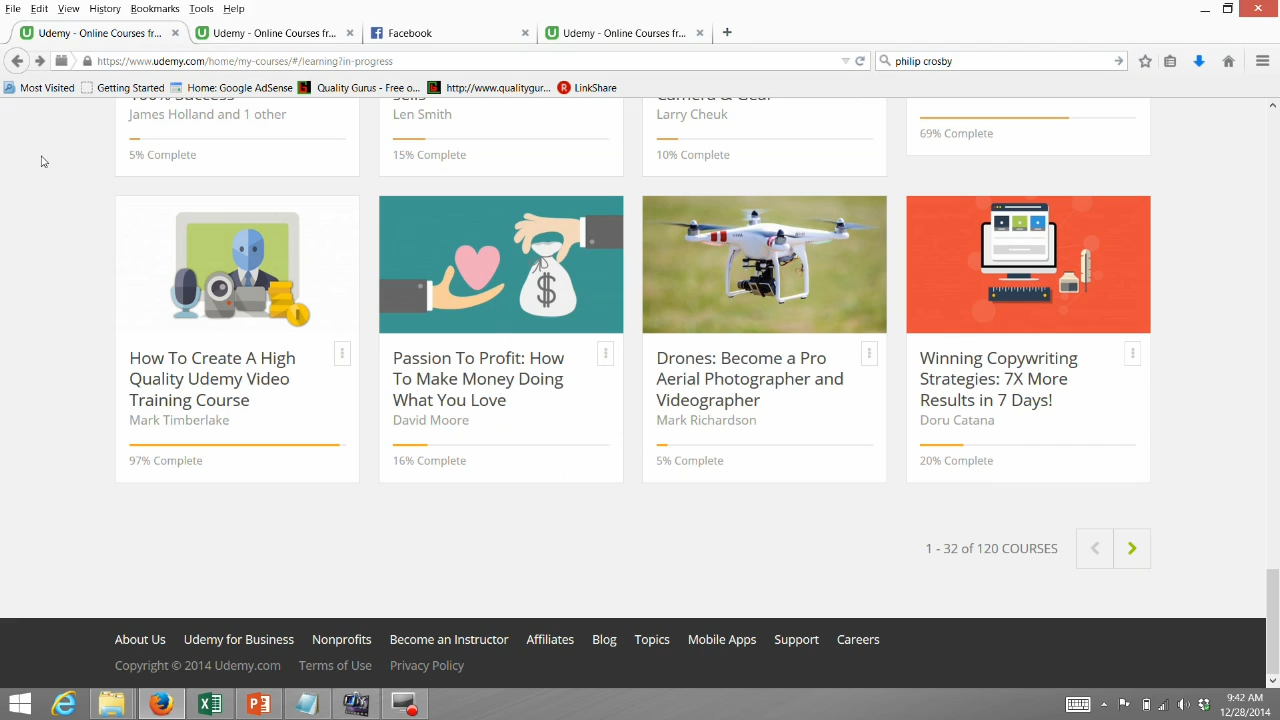 File Edit View History Bookmarks Tools Help
Udemy - Online Courses fr... Udemy - Online Courses fr... Facebook Udemy - Online Courses fr...
https://www.udemy.com/home/my-courses/#/learning?in-progress philip crosby
Most Visited Getting Started Home: Google AdSense Quality Gurus - Free o... http://www.qualitygur... LinkShare
100% Success
Sells
Camera & Gear
James Holland and 1 other
Len Smith
Larry Cheuk
69% Complete
5% Complete
15% Complete
10% Complete
How To Create A High
Quality Udemy Video
Training Course
Mark Timberlake
97% Complete
Passion To Profit: How
To Make Money Doing
What You Love
David Moore
16% Complete
Drones: Become a Pro
Aerial Photographer and
Videographer
Mark Richardson
5% Complete
Winning Copywriting
Strategies: 7X More
Results in 7 Days!
Doru Catana
20% Complete
1 - 32 of 120 COURSES
About Us Udemy for Business Nonprofits Become an Instructor Affiliates Blog Topics Mobile Apps Support Careers
Copyright © 2014 Udemy.com Terms of Use Privacy Policy
9:42 AM
12/28/2014